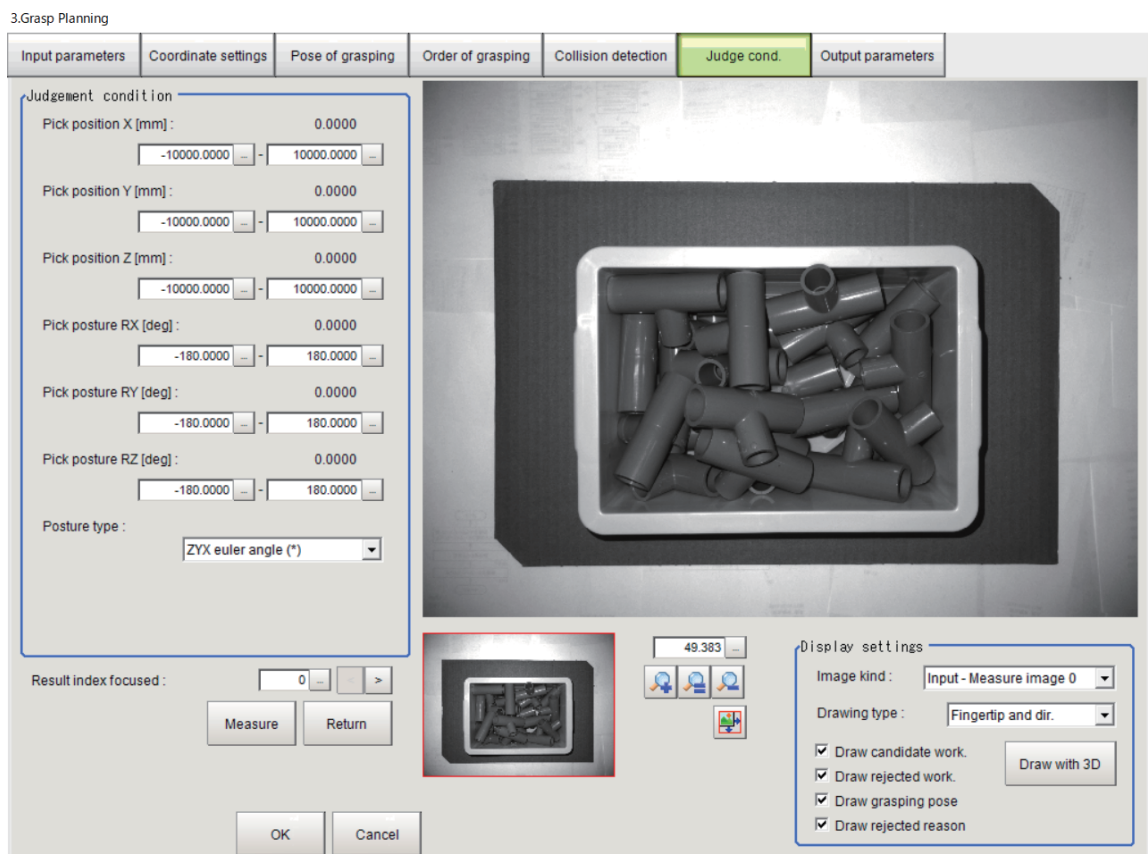 3.Grasp Planning
Input parameters Coordinate settings Pose of grasping Order of grasping Collision detection Judge cond. Output parameters
Judgement condition
Pick position X [mm] : 0.0000
-10000.0000 ... - 10000.0000 ...
Pick position Y [mm] : 0.0000
-10000.0000 ... - 10000.0000 ...
Pick position Z [mm] : 0.0000
-10000.0000 ... - 10000.0000 ...
Pick posture RX [deg] : 0.0000
-180.0000 ... - 180.0000 ...
Pick posture RY [deg] : 0.0000
-180.0000 ... - 180.0000 ...
Pick posture RZ [deg] : 0.0000
-180.0000 ... - 180.0000 ...
Posture type :
ZYX euler angle (*)
Result index focused : 0 ... < >
Measure Return
OK Cancel
49.383 ...
Display settings
Image kind : Input - Measure image 0
Drawing type : Fingertip and dir.
Draw candidate work.
Draw rejected work.
Draw grasping pose
Draw rejected reason
Draw with 3D